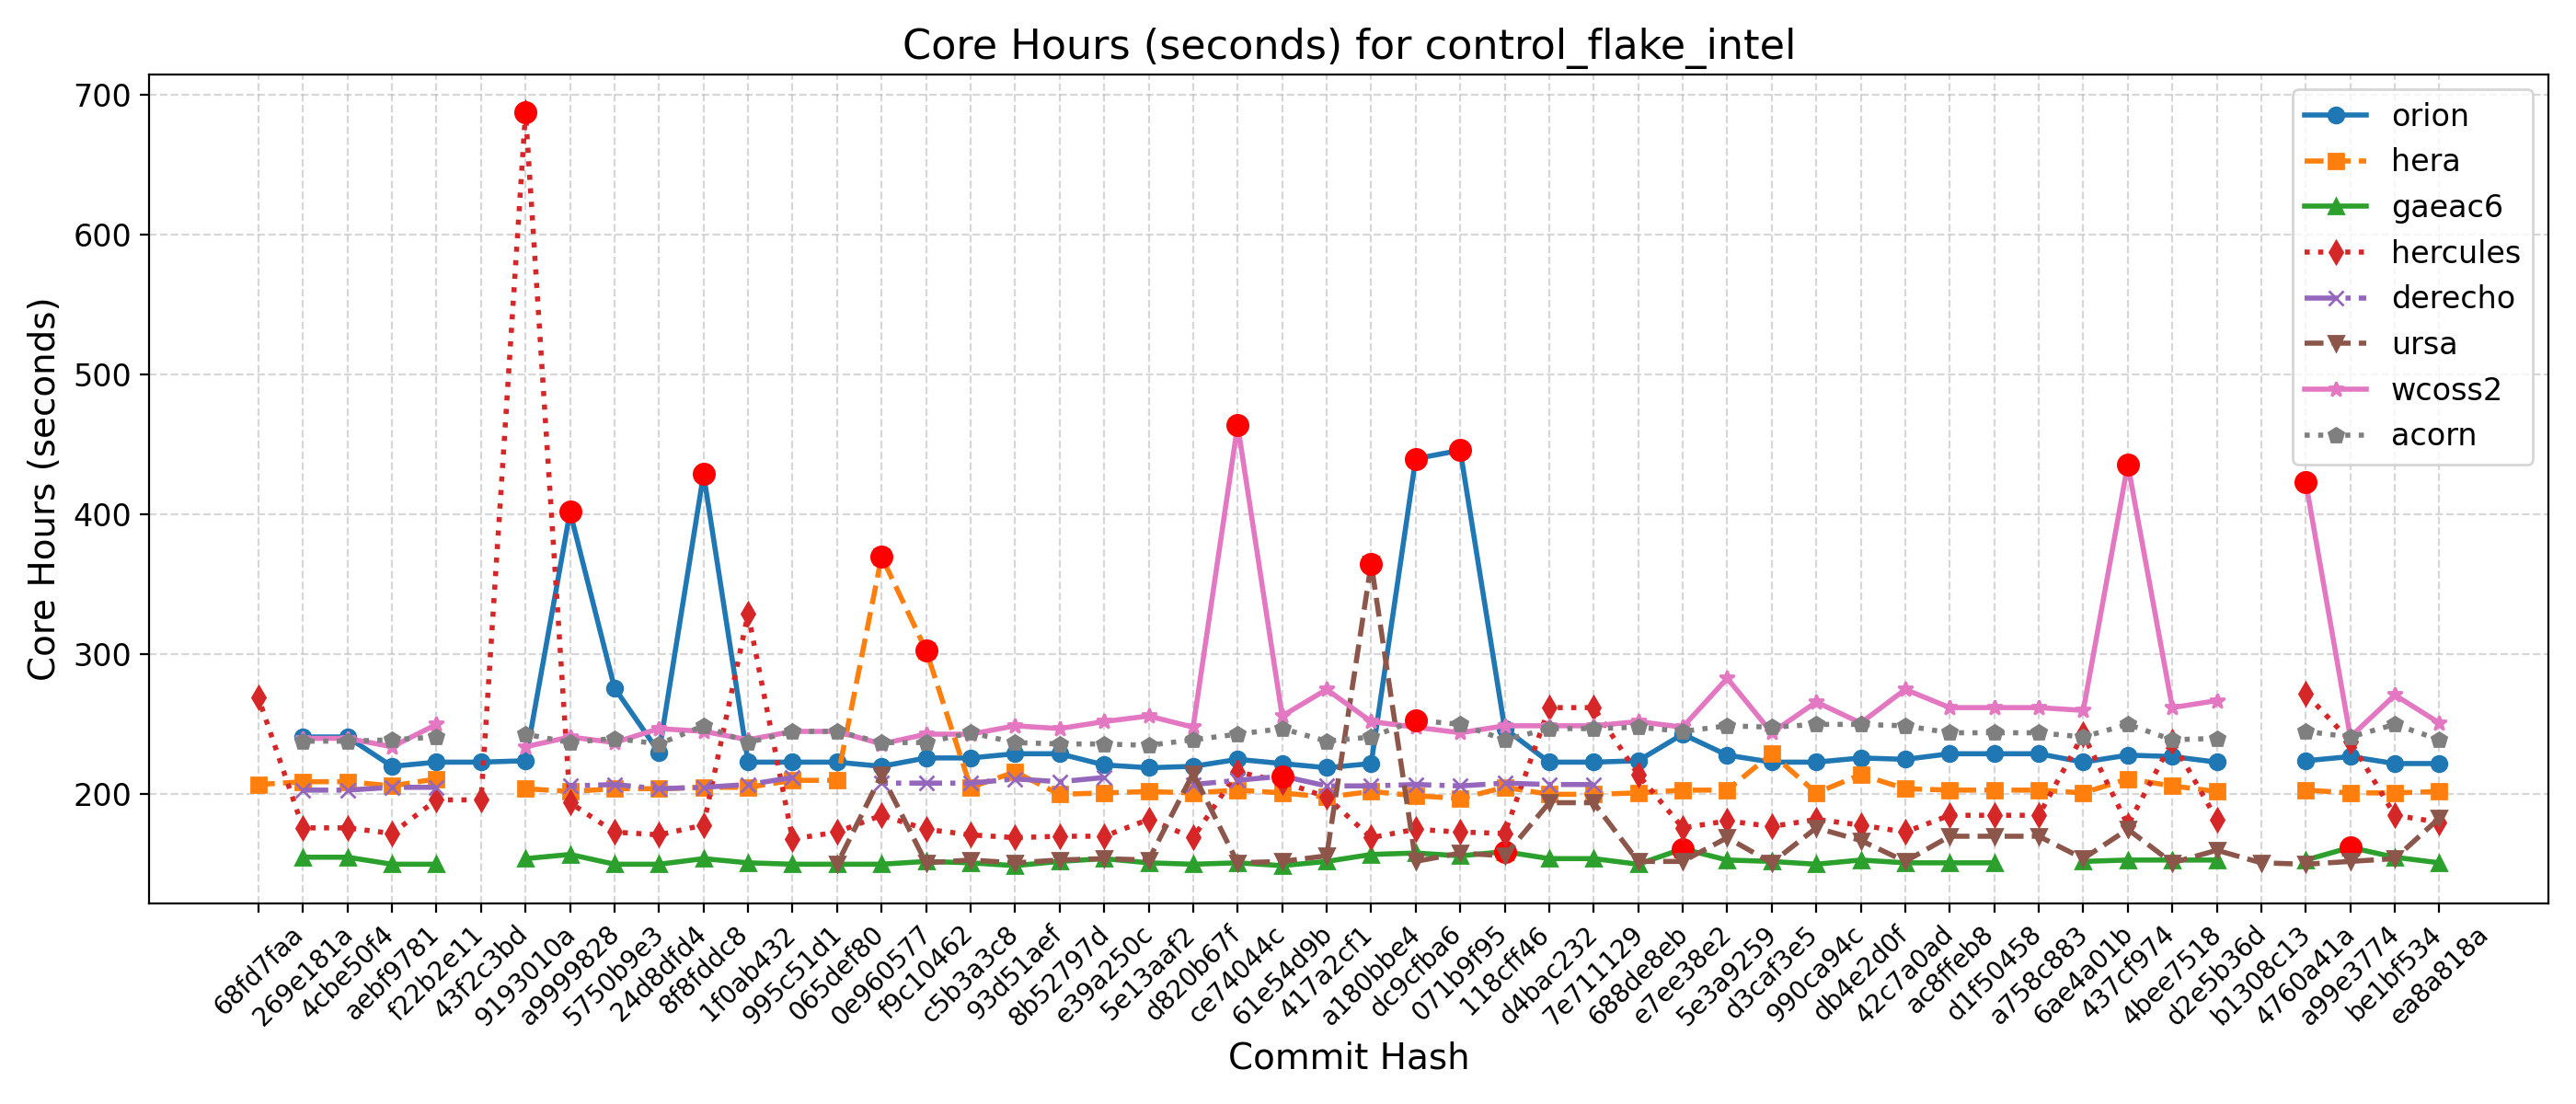 Core Hours (seconds) for control_flake_intel
Core Hours (seconds)
700
600
500
400
300
200
orion
hera
gaeac6
hercules
derecho
ursa
wcoss2
acorn
68fd7faa
269e181a
4cbe50f4
aebf9781
f22b2e11
43f2c3bd
9193010a
a9999828
5750b9e3
24d8dfd4
8f8fddc8
1f0ab432
995c51d1
065def80
0e960577
f9c10462
c5b3a3c8
93d51aef
8b52797d
e39a250c
5e13aaf2
d820b67f
ce74044c
61e54d9b
417a2cf1
a180bbe4
dc9cfba6
071b9f95
118cff46
d4bac232
7e711129
688de8eb
e7ee38e2
5e3a9259
d3caf3e5
990ca94c
db4e2d0f
42c7a0ad
ac8ffeb8
d1f50458
a758c883
6ae4a01b
437cf974
4bee7518
d2e5b36d
b1308c13
4760a41a
a99e3774
be1bf534
ea8a818a
Commit Hash